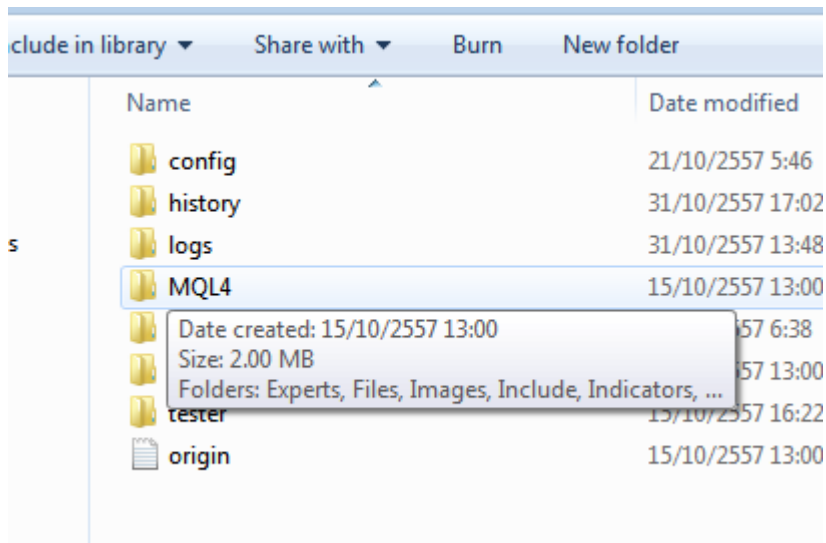 clude in library Share with Burn New folder
Name Date modified
config 21/10/2557 5:46
history 31/10/2557 17:02
s
logs 31/10/2557 13:48
MQL4 15/10/2557 13:00
57 6:38
57 13:00
Date created: 15/10/2557 13:00
Size: 2.00 MB
Folders: Experts, Files, Images, Include, Indicators, ...
tester 15/10/2557 16:22
origin 15/10/2557 13:00